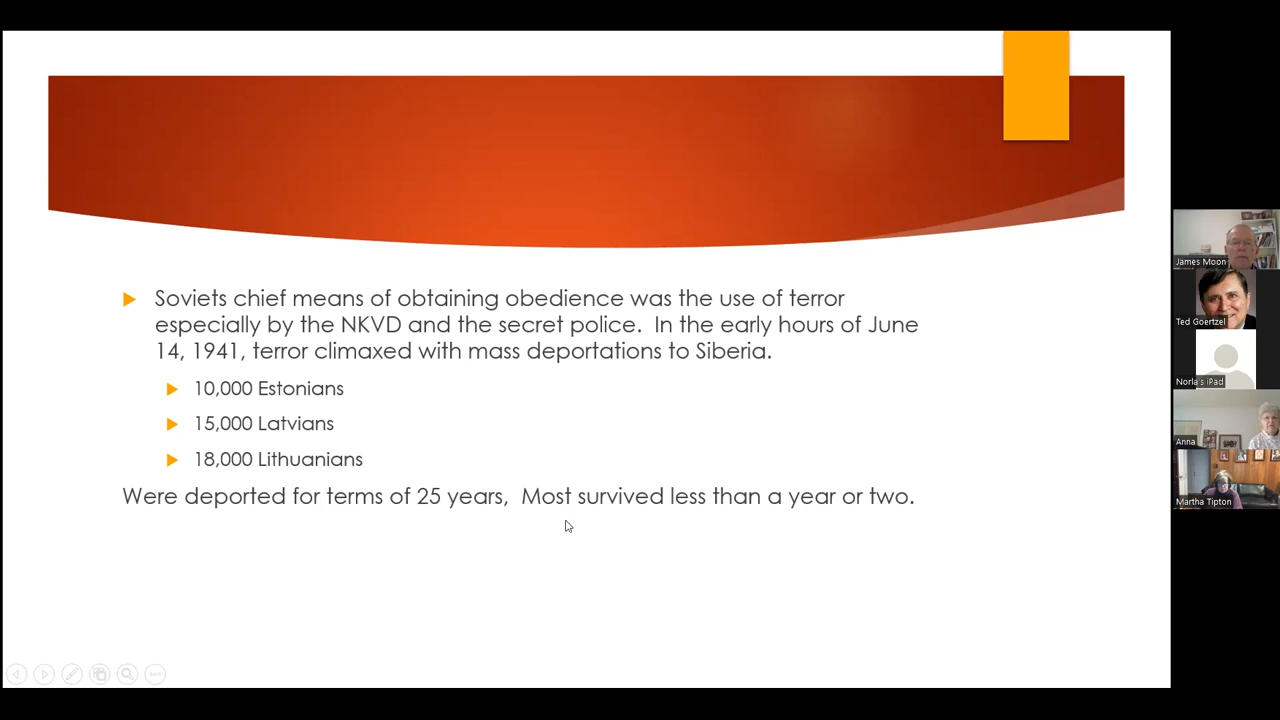 Soviets chief means of obtaining obedience was the use of terror
especially by the NKVD and the secret police.  In the early hours of June
14, 1941, terror climaxed with mass deportations to Siberia.
10,000 Estonians
15,000 Latvians
18,000 Lithuanians
Were deported for terms of 25 years,  Most survived less than a year or two.
James Moon
Ted Goertzel
Norla's iPad
Anna
Martha Tipton